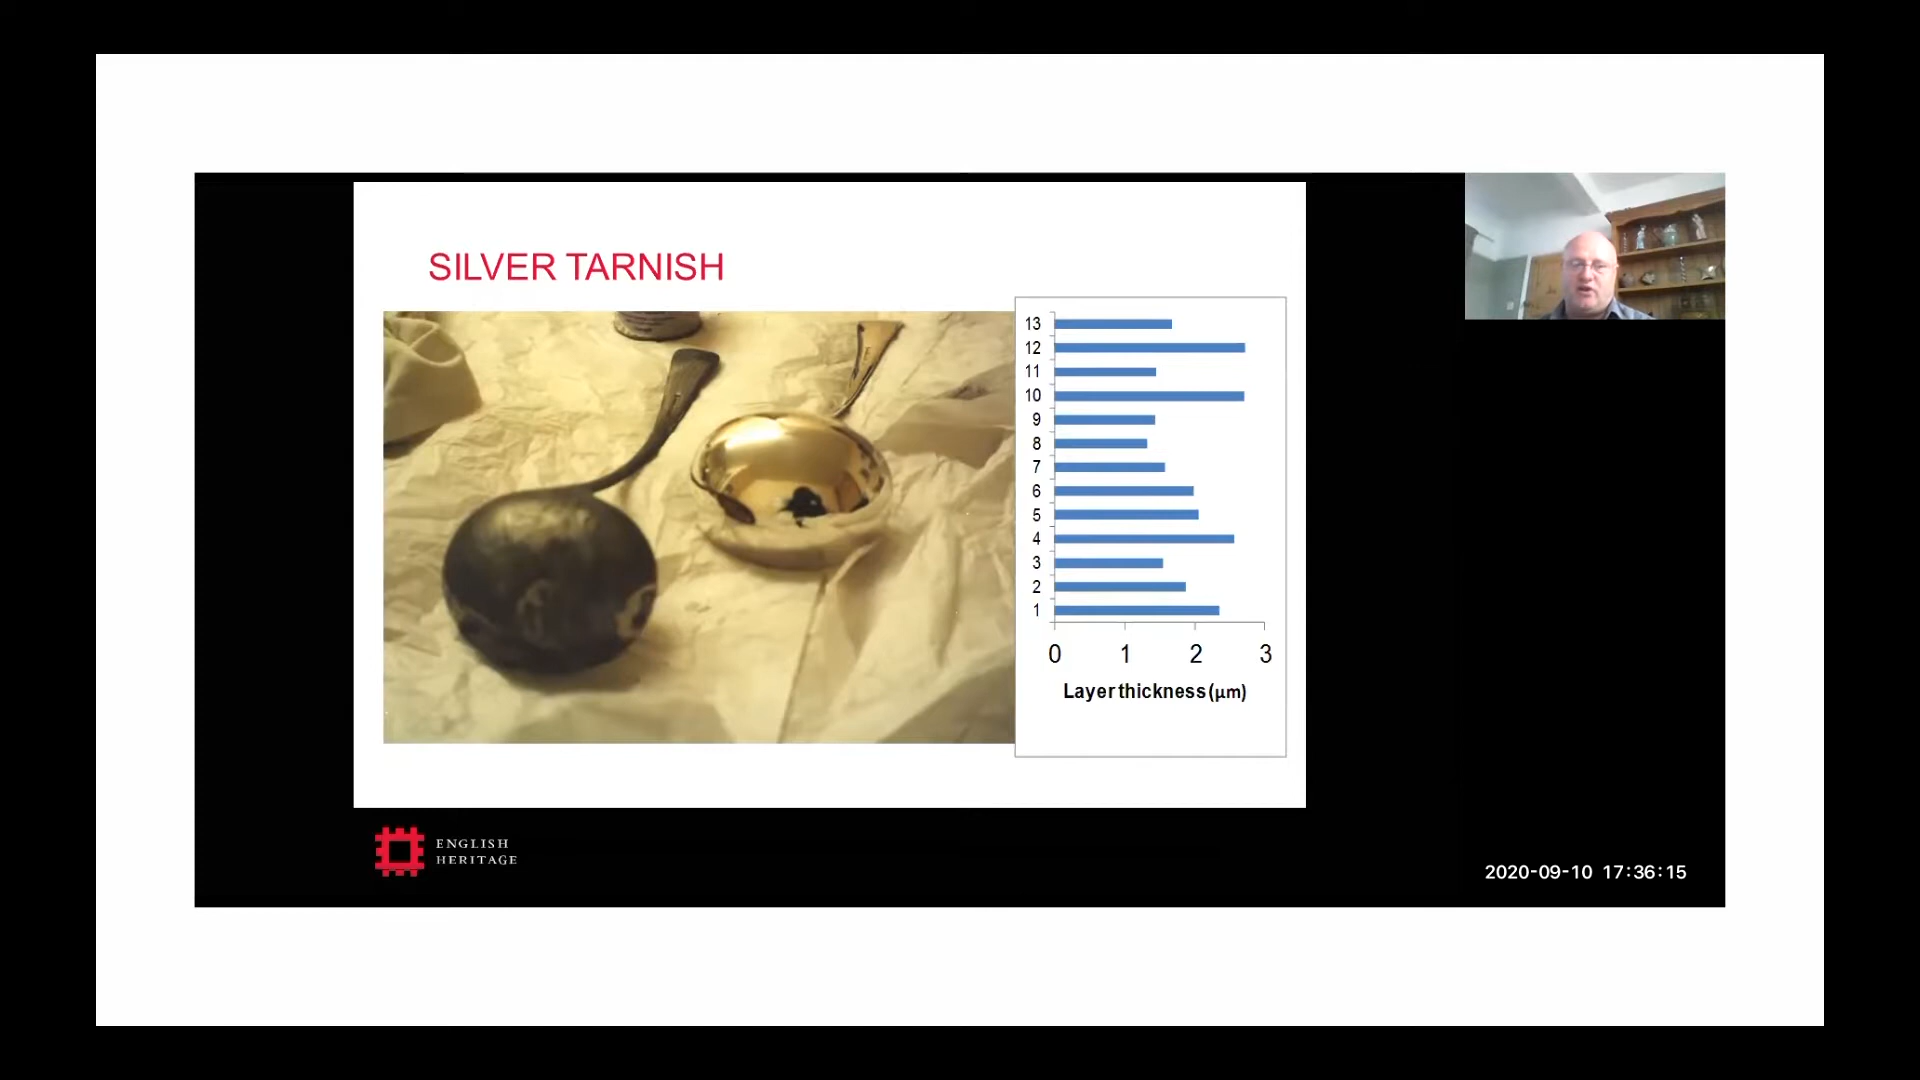 SILVER TARNISH
13
12
11
10
9
8
7
6
5
4
3
2
1
0 1 2 3
Layer thickness (μm)
ENGLISH
HERITAGE
2020-09-10 17:36:15